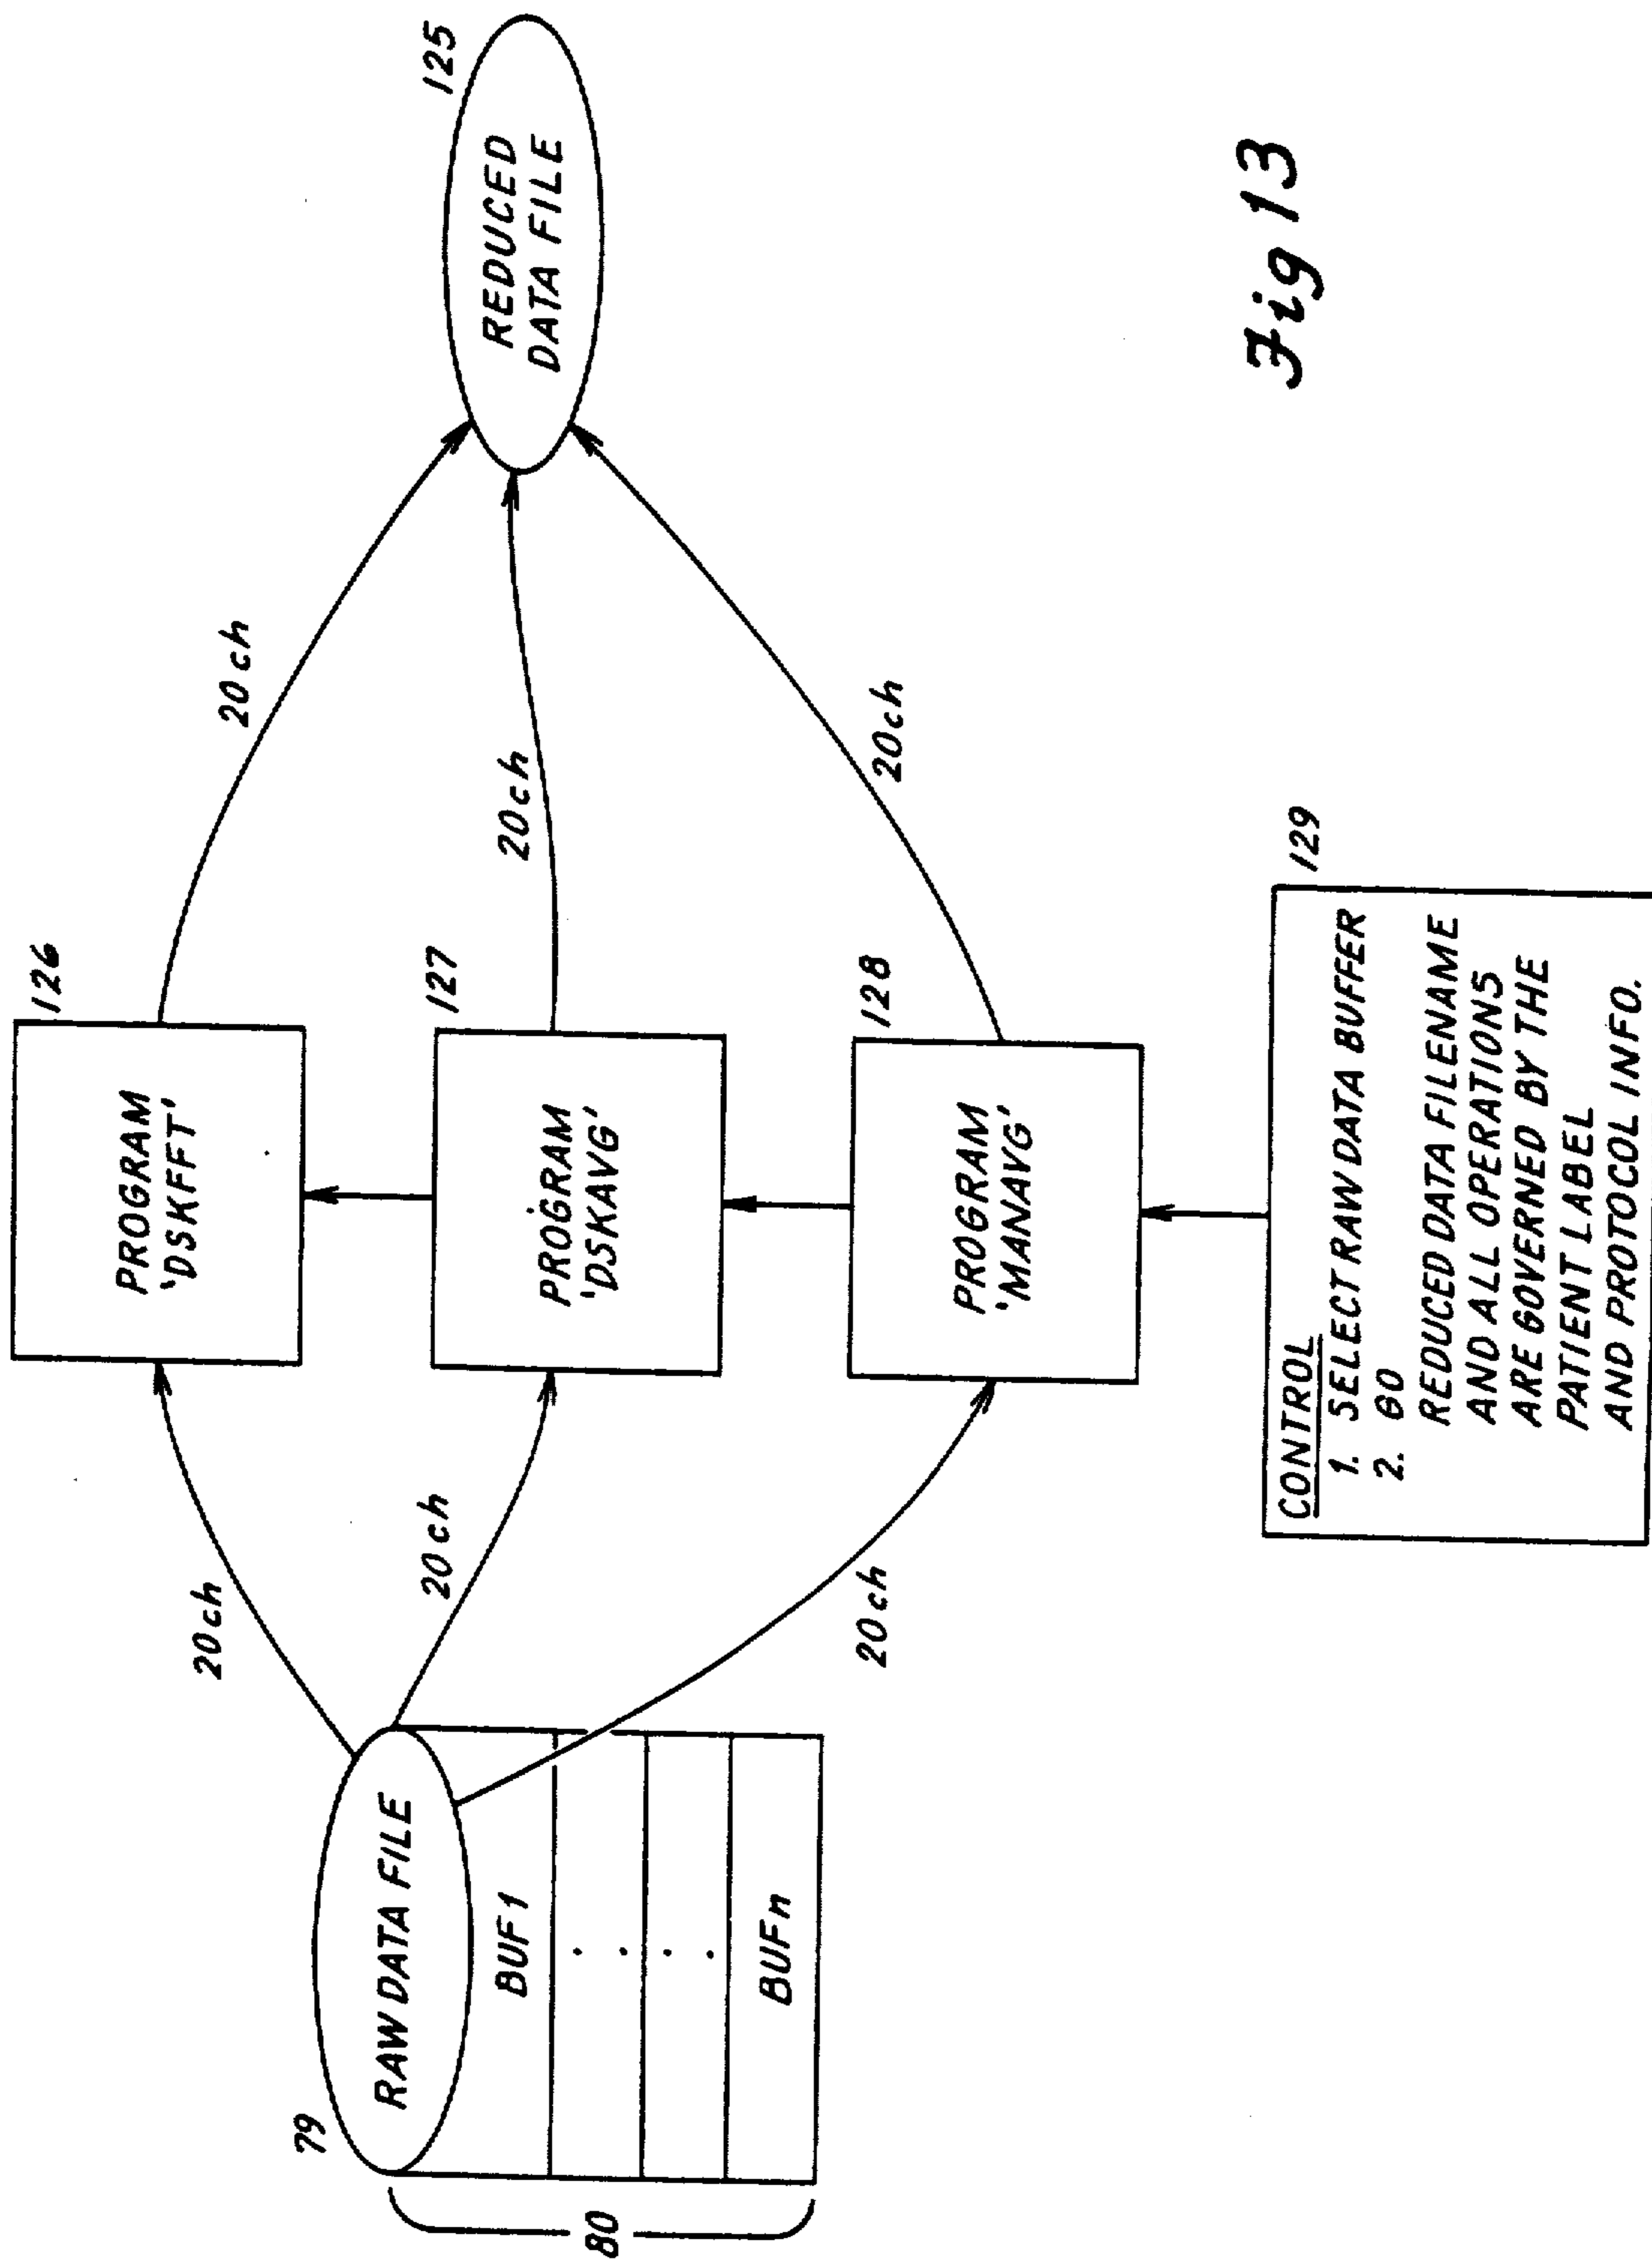 79
RAW DATA FILE
BUF1
BUFn
80
20ch
20ch
20ch
126
PROGRAM
'DSKFFT'
127
PROGRAM
'DSKAVG'
128
PROGRAM
'MANAVG'
129
CONTROL
1. SELECT RAW DATA BUFFER
2. GO
REDUCED DATA FILENAME
AND ALL OPERATIONS
ARE GOVERNED BY THE
PATIENT LABEL
AND PROTOCOL INFO.
20ch
20ch
20ch
125
REDUCED
DATA FILE
Fig 13